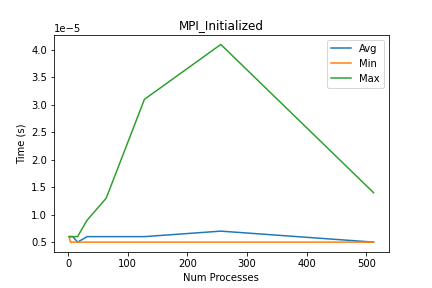 MPI_Initialized
1e−5
4.0
3.5
3.0
2.5
2.0
1.5
1.0
0.5
Time (s)
Avg
Min
Max
0 100 200 300 400 500
Num Processes